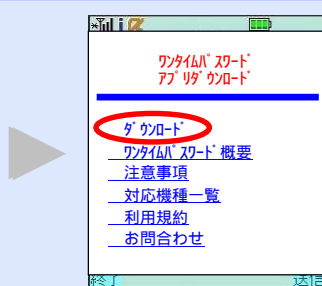 ﾜﾝﾀｲﾑﾊﾟｽﾜｰﾄﾞ
ｱﾌﾟﾘﾀﾞｳﾝﾛｰﾄﾞ
ﾀﾞｳﾝﾛｰﾄﾞ
ﾜﾝﾀｲﾑﾊﾟｽﾜｰﾄﾞ概要
注意事項
対応機種一覧
利用規約
お問合わせ
終了 送信